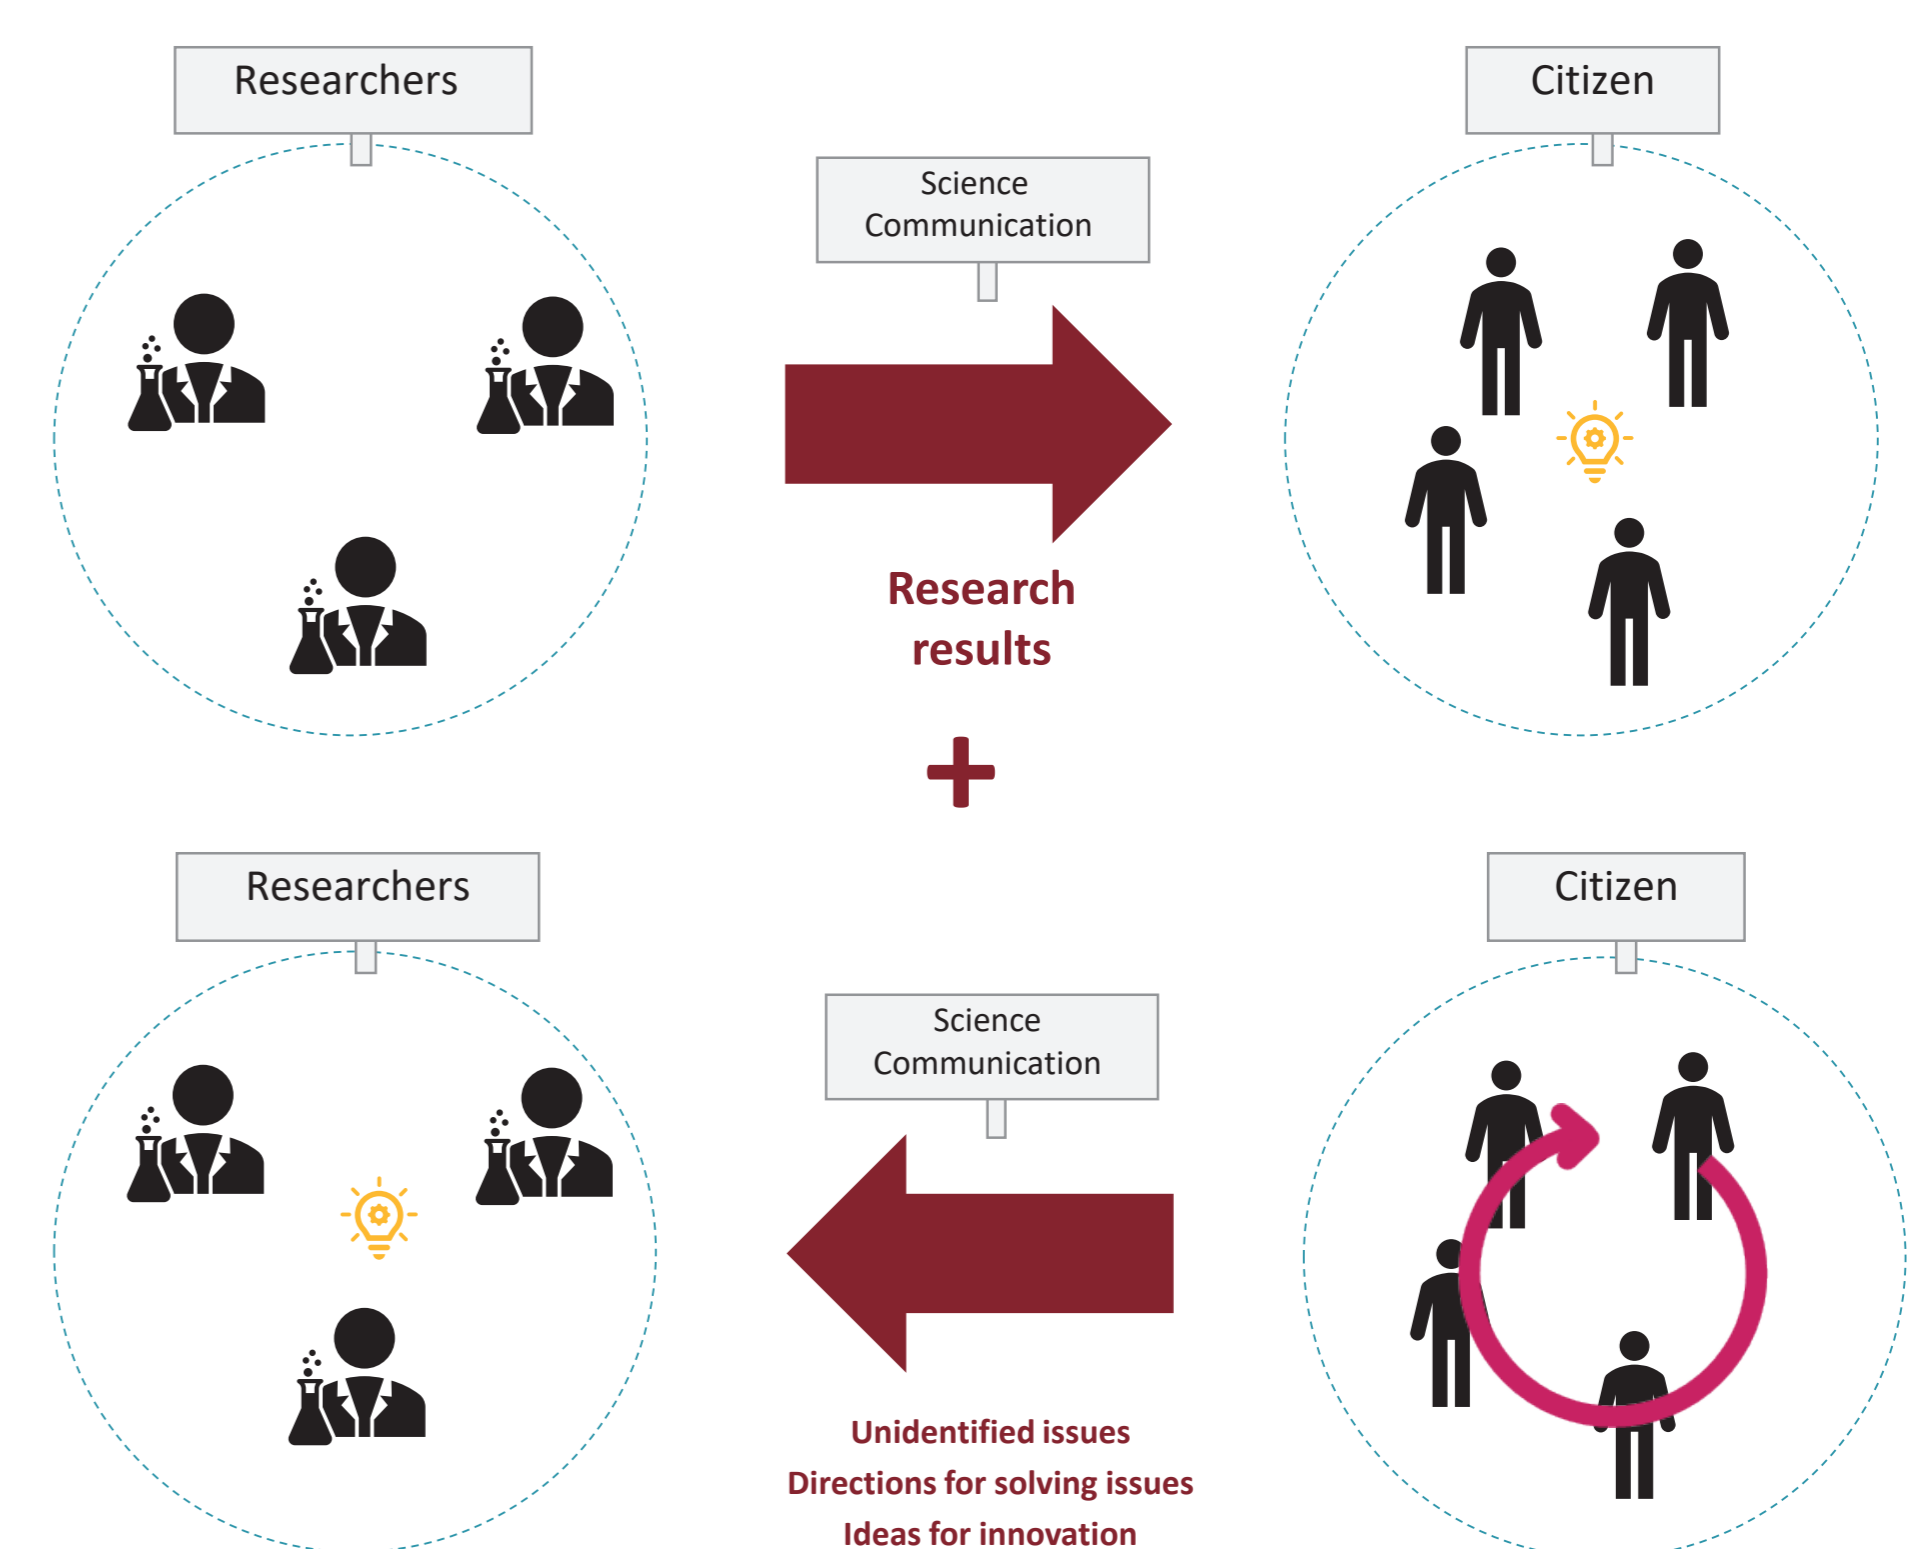 Researchers
Citizen
Science
Communication
Research
results
+
Researchers
Citizen
Science
Communication
Unidentified issues
Directions for solving issues
Ideas for innovation